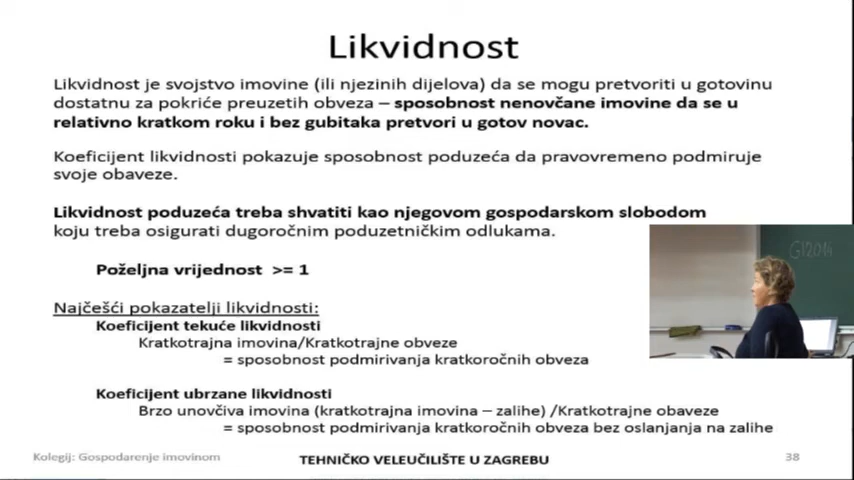 Likvidnost
Likvidnost je svojstvo imovine (ili njezinih dijelova) da se mogu pretvoriti u gotovinu
dostatnu za pokriće preuzetih obveza – sposobnost nenovčane imovine da se u
relativno kratkom roku i bez gubitaka pretvori u gotov novac.
Koeficijent likvidnosti pokazuje sposobnost poduzeća da pravovremeno podmiruje
svoje obaveze.
Likvidnost poduzeća treba shvatiti kao njegovom gospodarskom slobodom
koju treba osigurati dugoročnim poduzetničkim odlukama.
Poželjna vrijednost >= 1
Najčešći pokazatelji likvidnosti:
Koeficijent tekuće likvidnosti
Kratkotrajna imovina/Kratkotrajne obveze
= sposobnost podmirivanja kratkoročnih obveza
Koeficijent ubrzane likvidnosti
Brzo unovčiva imovina (kratkotrajna imovina – zalihe) /Kratkotrajne obaveze
= sposobnost podmirivanja kratkoročnih obveza bez oslanjanja na zalihe
Kolegij: Gospodarenje imovinom
TEHNIČKO VELEUČILIŠTE U ZAGREBU
38